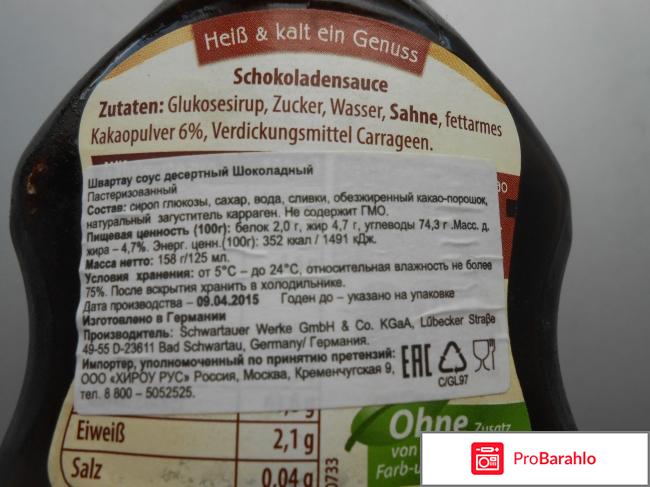 Heiß & kalt ein Genuss
Schokoladensauce
Zutaten: Glukosesirup, Zucker, Wasser, Sahne, fettarmes
Kakaopulver 6%, Verdickungsmittel Carrageen.
Швартау соус десертный Шоколадный
Пастеризованный
Состав: сироп глюкозы, сахар, вода, сливки, обезжиренный какао-порошок,
натуральный загуститель карраген. Не содержит ГМО.
Пищевая ценность (100г): белок 2,0 г, жир 4,7 г, углеводы 74,3 г .Масс. д.
жира – 4,7%. Энерг. ценн.(100г): 352 ккал / 1491 кДж.
Масса нетто: 158 г/125 мл.
Условия хранения: от 5°С – до 24°С, относительная влажность не более
75%. После вскрытия хранить в холодильнике.
Дата производства – 09.04.2015 Годен до – указано на упаковке
Изготовлено в Германии
Производитель: Schwartauer Werke GmbH & Co. KGaA, Lübecker Straße
49-55 D-23611 Bad Schwartau, Germany/ Германия.
Импортер, уполномоченный по принятию претензий:
ООО «ХИРОУ РУС» Россия, Москва, Кременчугская 9,
тел. 8 800 – 5052525.
EAC
C/GL97
Eiweiß 2,1 g
Salz 0,04 g
0733
Ohne Zusatz
von
Farb-u
ProBarahlo